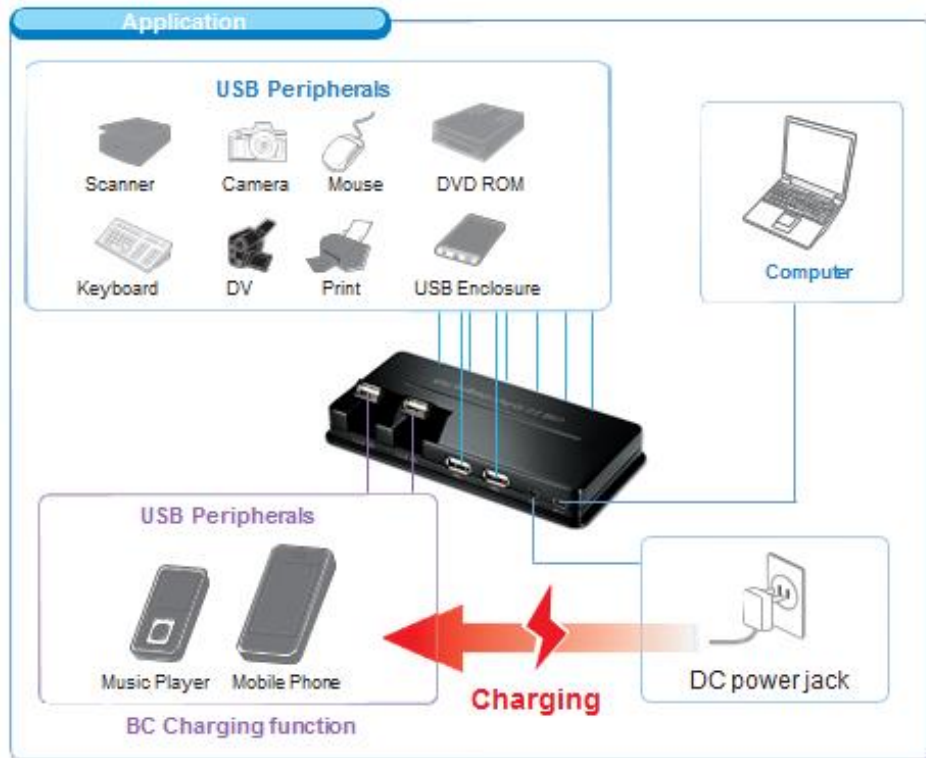 Application
USB Peripherals
Scanner Camera Mouse DVD ROM
Keyboard DV Print USB Enclosure
Computer
USB Peripherals
Music Player Mobile Phone
BC Charging function
Charging
DC power jack